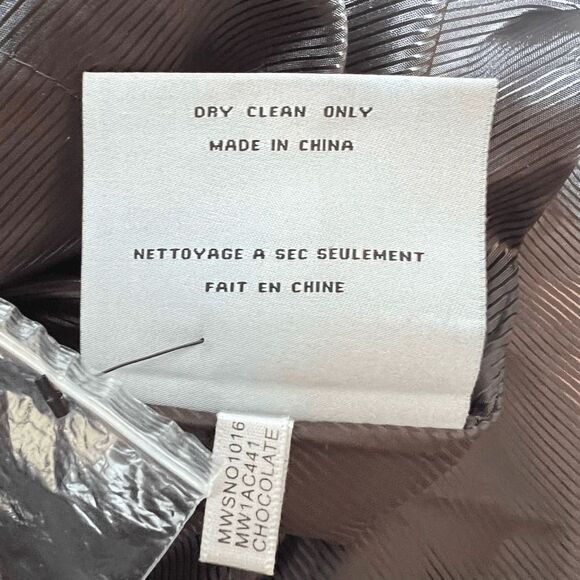 DRY CLEAN ONLY
MADE IN CHINA
NETTOYAGE A SEC SEULEMENT
FAIT EN CHINE
MWSNO1016
MW1AC441
CHOCOLATE